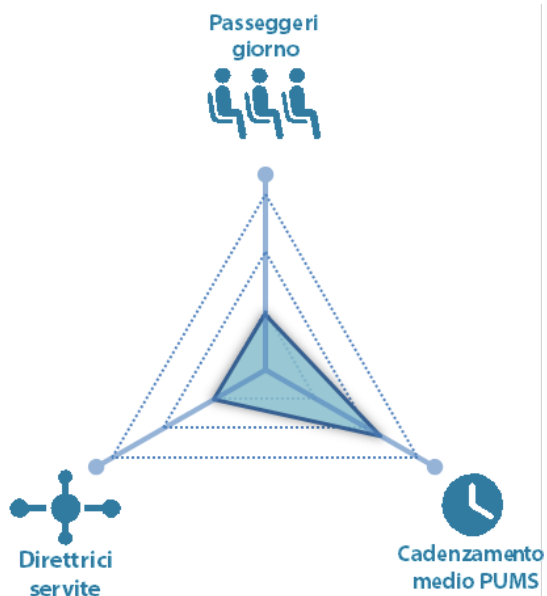 Passeggeri
giorno
Direttrici
servite
Cadenzamento
medio PUMS